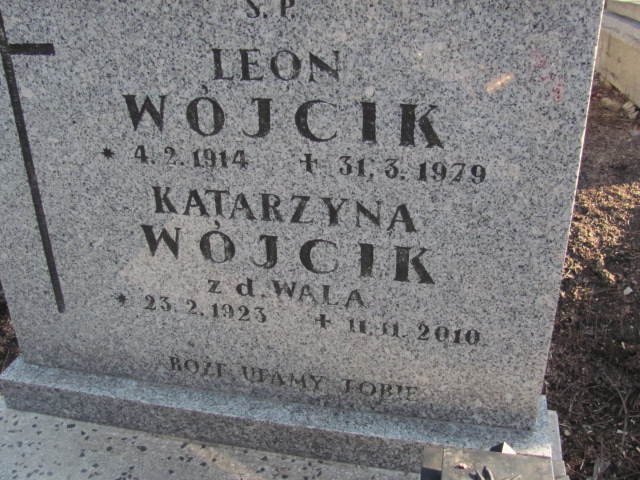 Ś.P.
LEON
WÓJCIK
* 4.2.1914 + 31.3.1979
KATARZYNA
WÓJCIK
z d. WALA
* 23.2.1923 + 11.11.2010
BOŻE UFAMY TOBIE